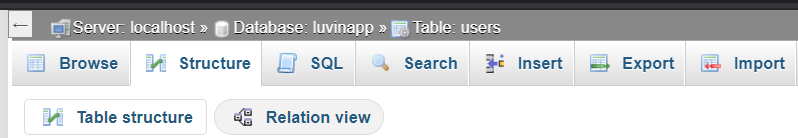 ← Server: localhost » Database: luvinapp » Table: users
Browse Structure SQL Search Insert Export Import
Table structure Relation view